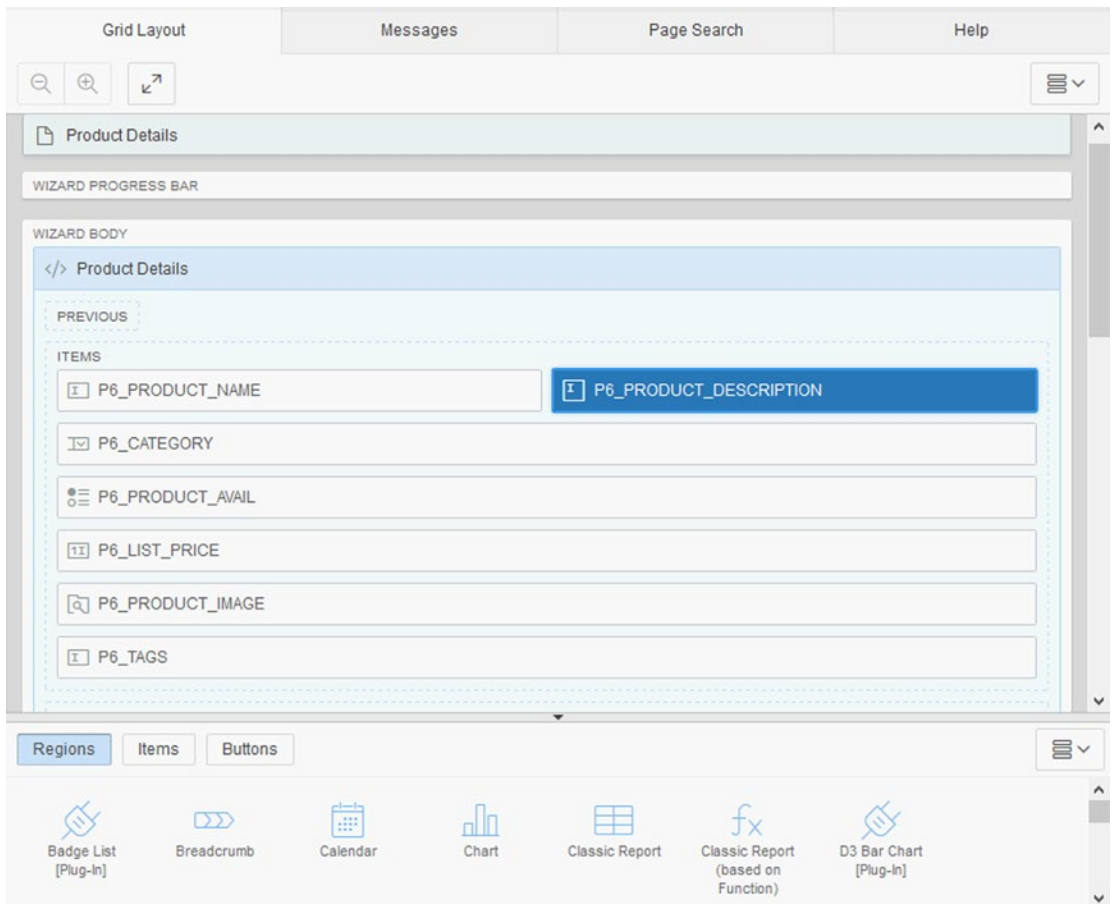 Grid Layout Messages Page Search Help
Product Details
WIZARD PROGRESS BAR
WIZARD BODY
</> Product Details
PREVIOUS
ITEMS
P6_PRODUCT_NAME P6_PRODUCT_DESCRIPTION
P6_CATEGORY
P6_PRODUCT_AVAIL
P6_LIST_PRICE
P6_PRODUCT_IMAGE
P6_TAGS
Regions Items Buttons
Badge List Breadcrumb Calendar Chart Classic Report Classic Report D3 Bar Chart
[Plug-In] (based on [Plug-In]
Function)